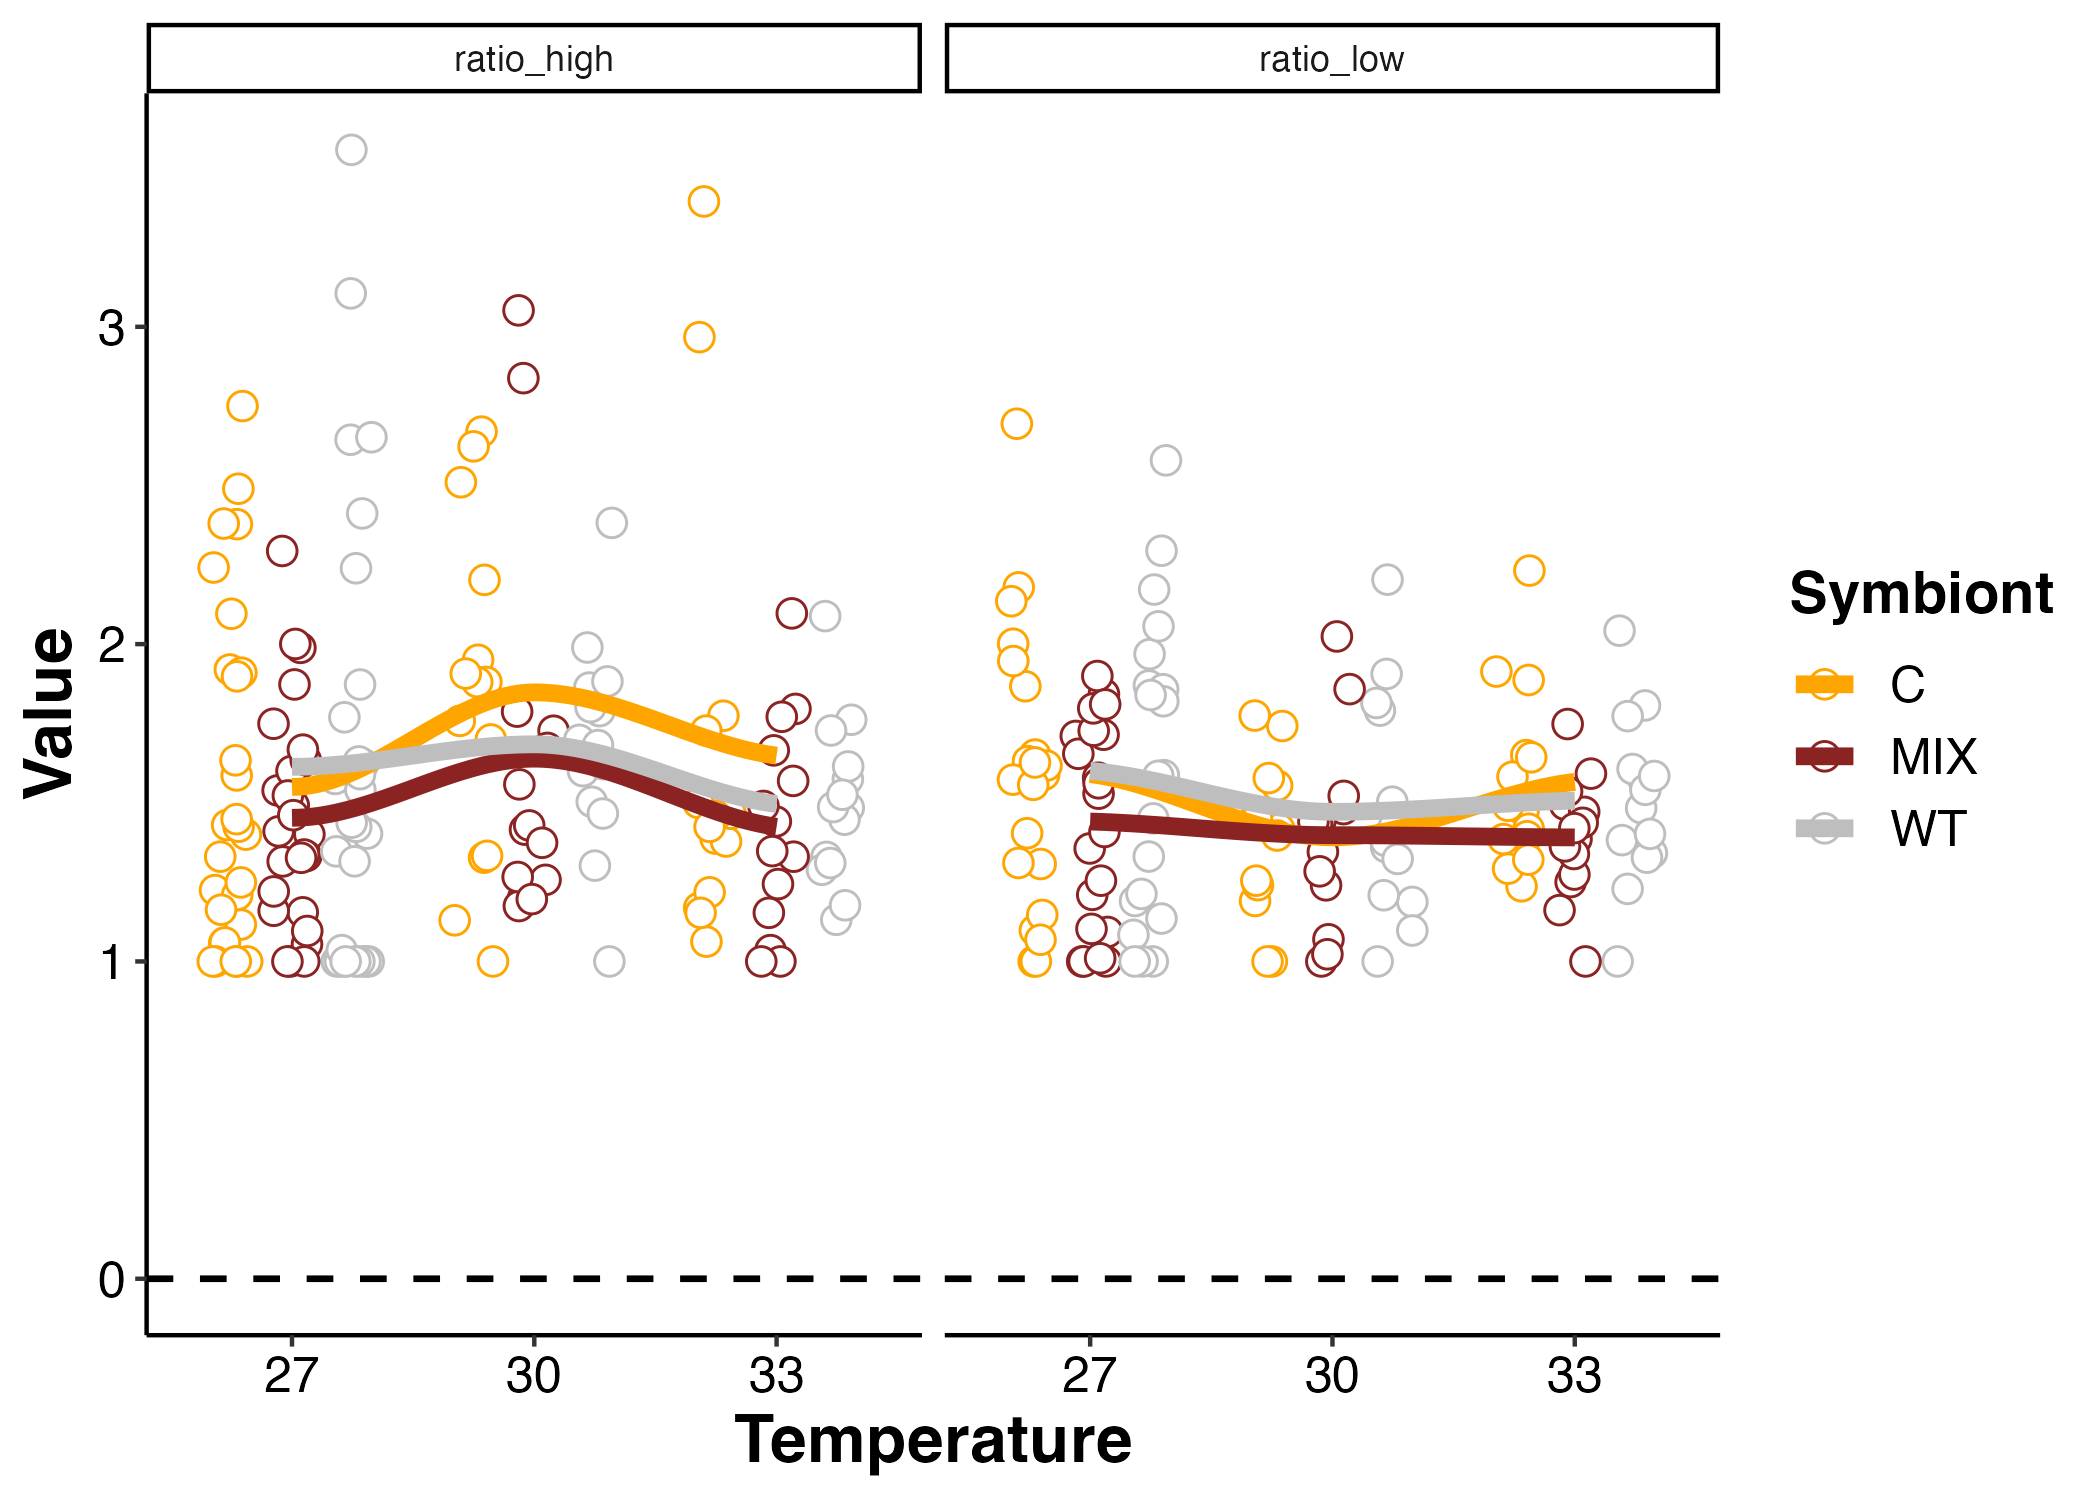 ratio_high
ratio_low
Value
3
2
1
0
27
30
33
27
30
33
Temperature
Symbiont
C
MIX
WT